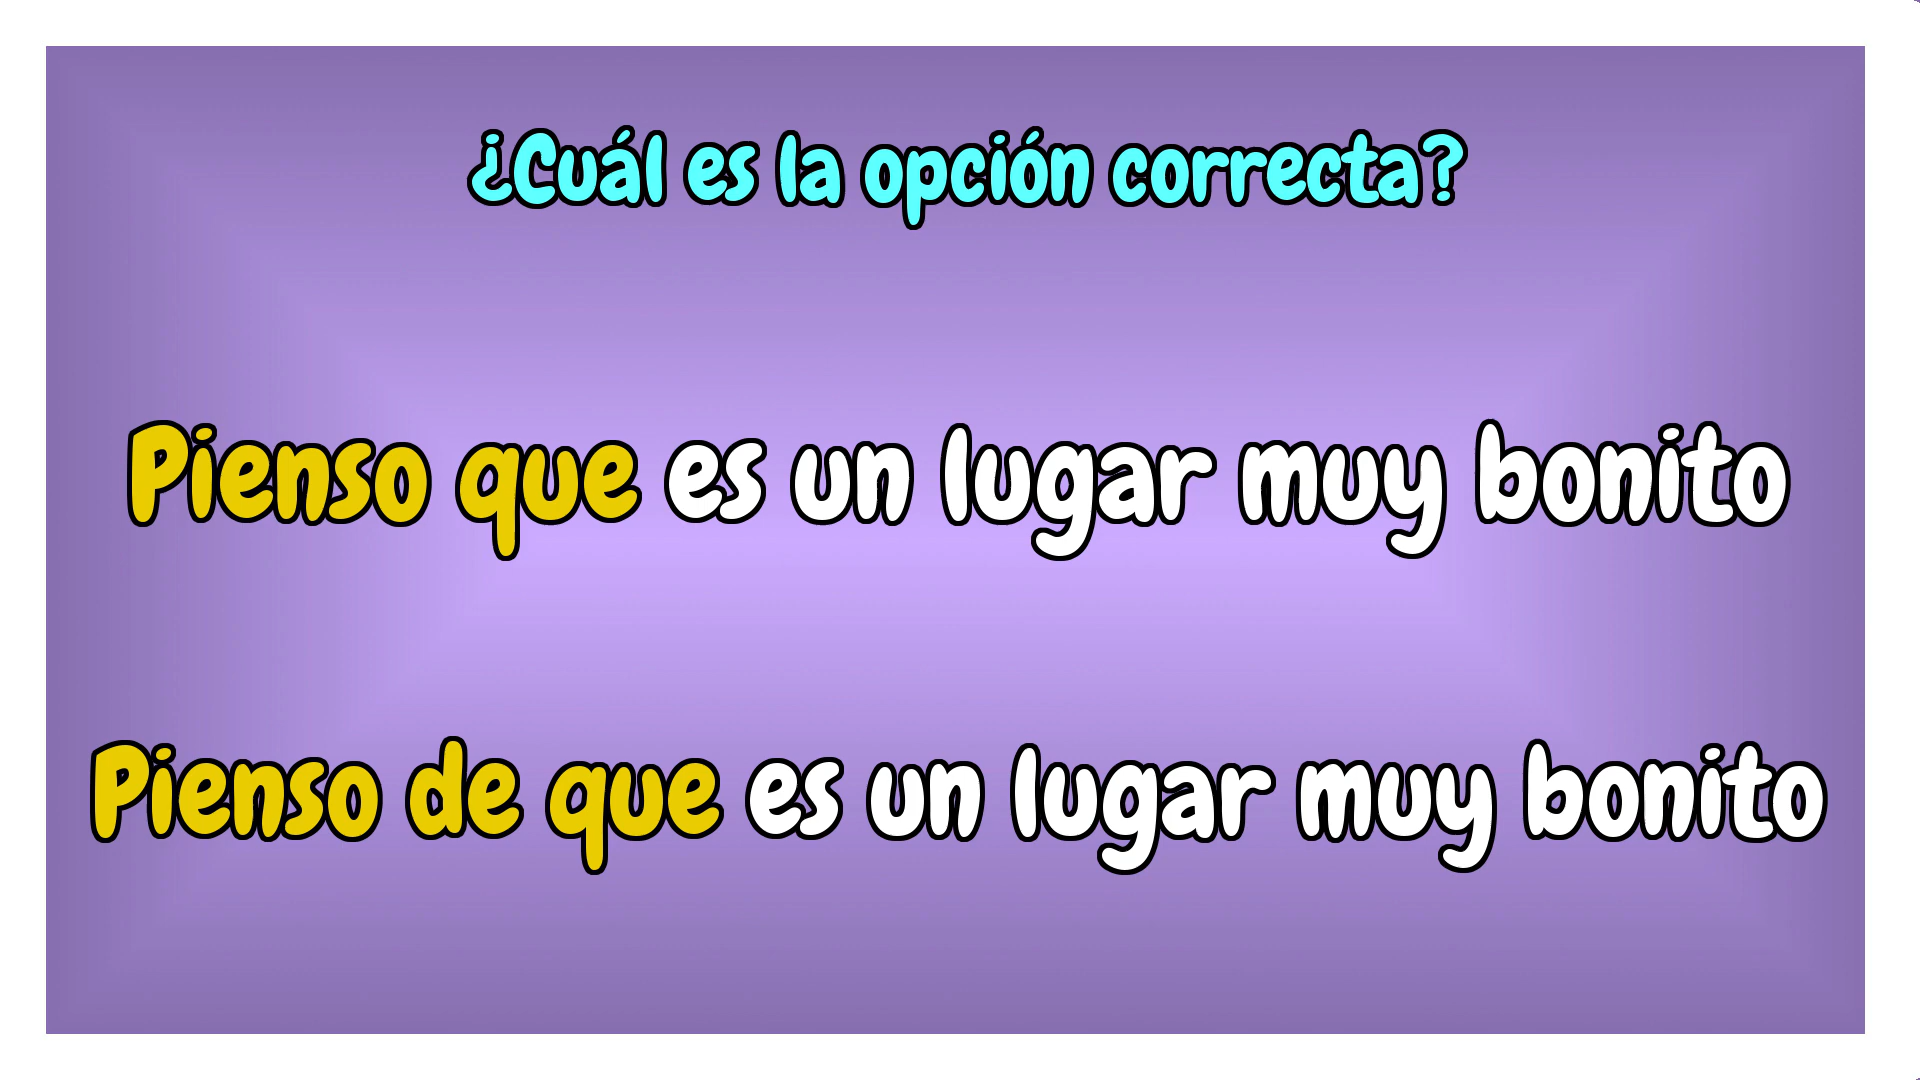 ¿Cuál es la opción correcta?
Pienso que es un lugar muy bonito
Pienso de que es un lugar muy bonito